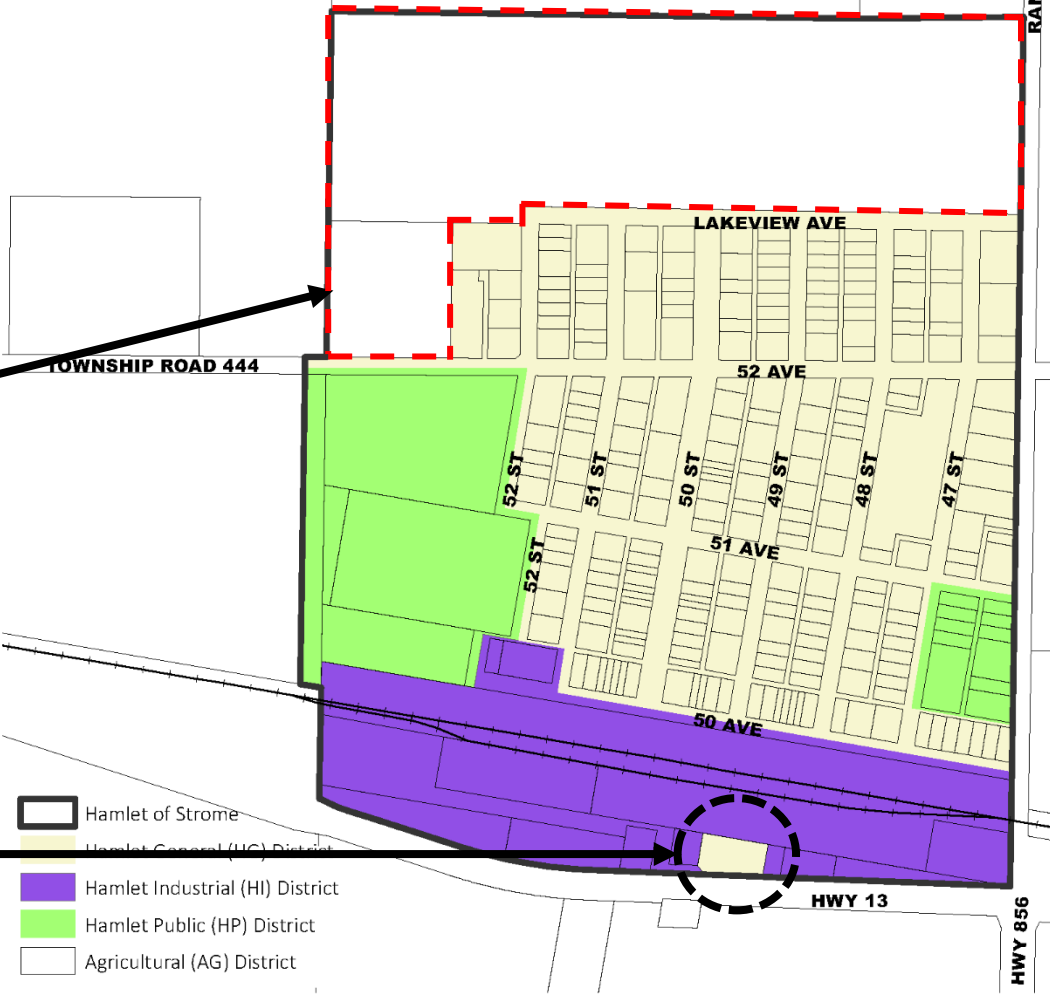 RAN
LAKEVIEW AVE
TOWNSHIP ROAD 444
52 AVE
52 ST
51 ST
50 ST
49 ST
48 ST
47 ST
51 AVE
52 ST
50 AVE
Hamlet of Strome
Hamlet General (HG) District
Hamlet Industrial (HI) District
HWY 13
Hamlet Public (HP) District
HWY 856
Agricultural (AG) District